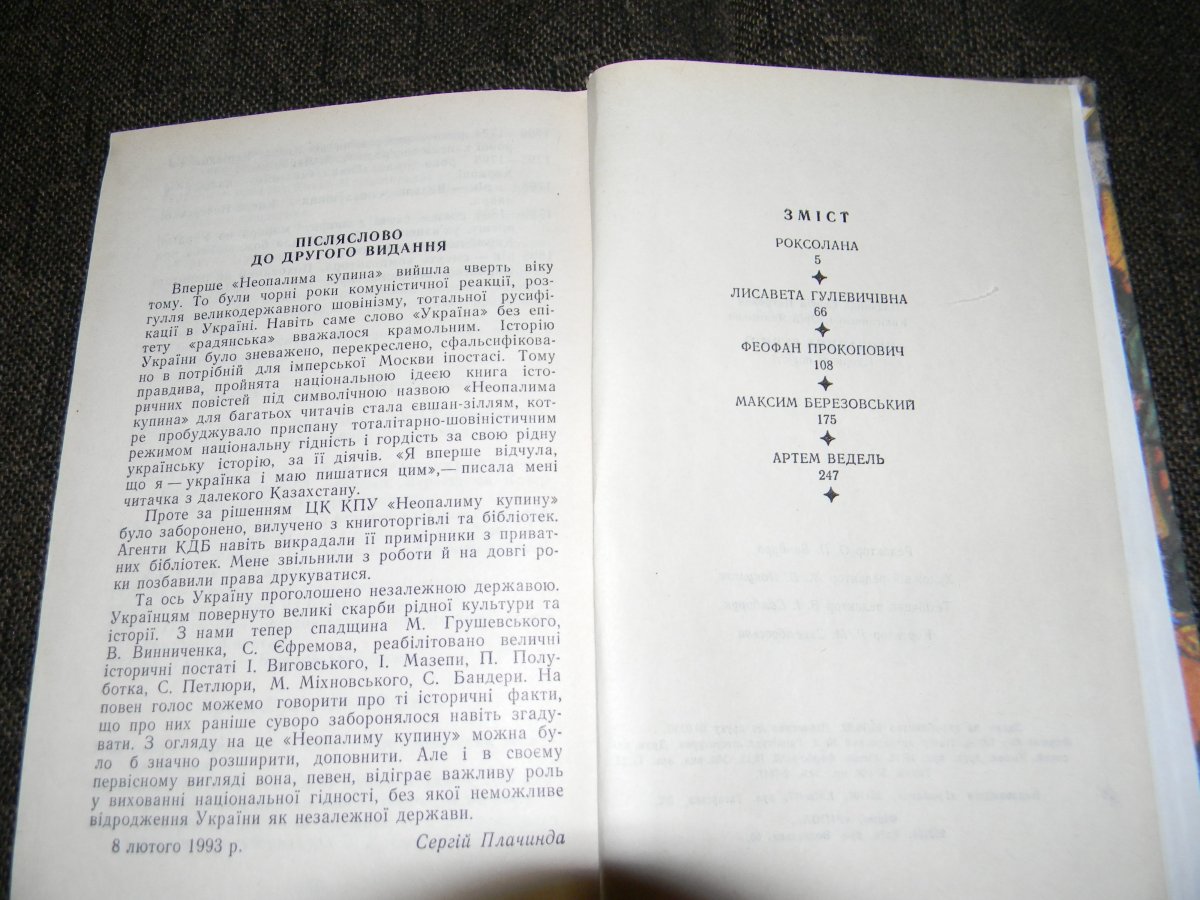 ПІСЛЯСЛОВО
ДО ДРУГОГО ВИДАННЯ
Вперше «Неопалима купина» вийшла чверть віку
тому. То були чорні роки комуністичної реакції, роз-
гулля великодержавного шовінізму, тотальної русифі-
кації в Україні. Навіть саме слово «Україна» без епі-
тету «радянська» вважалося крамольним. Історію
України було зневажено, перекреслено, сфальсифікова-
но в потрібній для імперської Москви іпостасі. Тому
правдива, пройнята національною ідеєю книгаісто-
ричних повістей під символічною назвою «Неопалима
купина» для багатьох читачів стала євшан-зіллям, кот-
ре пробуджувало приспану тоталітарно-шовіністичним
режимом національну гідність і гордість за свою рідну
українську історію, за її діячів. «Я вперше відчула,
що я — українка і маю пишатися цим»,— писала мені
читачка з далекого Казахстану.
Проте за рішенням ЦК КПУ «Неопалиму купину»
було заборонено, вилучено з книготоргівлі та бібліотек.
Агенти КДБ навіть викрадали її примірники з приват-
них бібліотек. Мене звільнили з роботи й на довгі ро-
ки позбавили права друкуватися.
Та ось Україну проголошено незалежною державою.
Українцям повернуто великі скарби рідної культури та
історії. З нами тепер спадщина М. Грушевського,
В. Винниченка, С. Єфремова, реабілітовано величні
історичні постаті І. Виговського, І. Мазепи, П. Полу-
ботка, С. Петлюри, М. Міхновського, С. Бандери. На
повен голос можемо говорити про ті історичні факти,
що про них раніше суворо заборонялося навіть згаду-
вати. З огляду на це «Неопалиму купину» можна бу-
ло б значно розширити, доповнити. Але і в своєму
первісному вигляді вона, певен, відіграє важливу роль
у вихованні національної гідності, без якої неможливе
відродження України як незалежної держави.
8 лютого 1993 р. Сергій Плачинда
ЗМІСТ
РОКСОЛАНА
5
ЛИСАВЕТА ГУЛЕВИЧІВНА
66
ФЕОФАН ПРОКОПОВИЧ
108
МАКСИМ БЕРЕЗОВСЬКИЙ
175
АРТЕМ ВЕДЕЛЬ
247